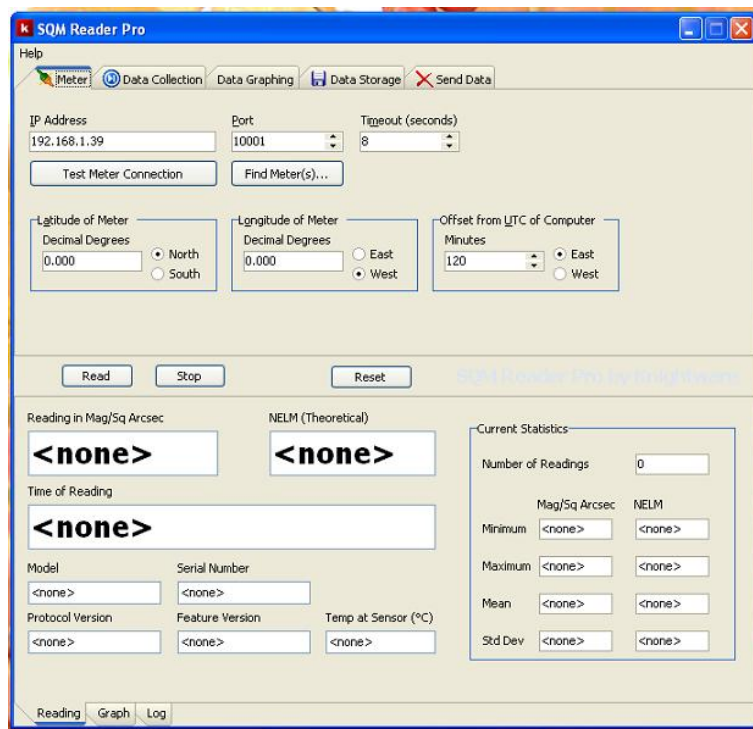 SQM Reader Pro
Help
Meter Data Collection Data Graphing Data Storage Send Data
IP Address Port Timeout (seconds)
192.168.1.39 10001 8
Test Meter Connection Find Meter(s)...
Latitude of Meter Longitude of Meter Offset from UTC of Computer
Decimal Degrees Decimal Degrees Minutes
0.000 North 0.000 East 120 East
South West West
Read Stop Reset SQM Reader Pro by Knightware
Reading in Mag/Sq Arcsec NELM (Theoretical)
<none> <none>
Current Statistics
Number of Readings 0
Time of Reading
<none>
Mag/Sq Arcsec NELM
Minimum <none> <none>
Maximum <none> <none>
Mean <none> <none>
Std Dev <none> <none>
Model Serial Number
<none> <none>
Protocol Version Feature Version Temp at Sensor (°C)
<none> <none> <none>
Reading Graph Log